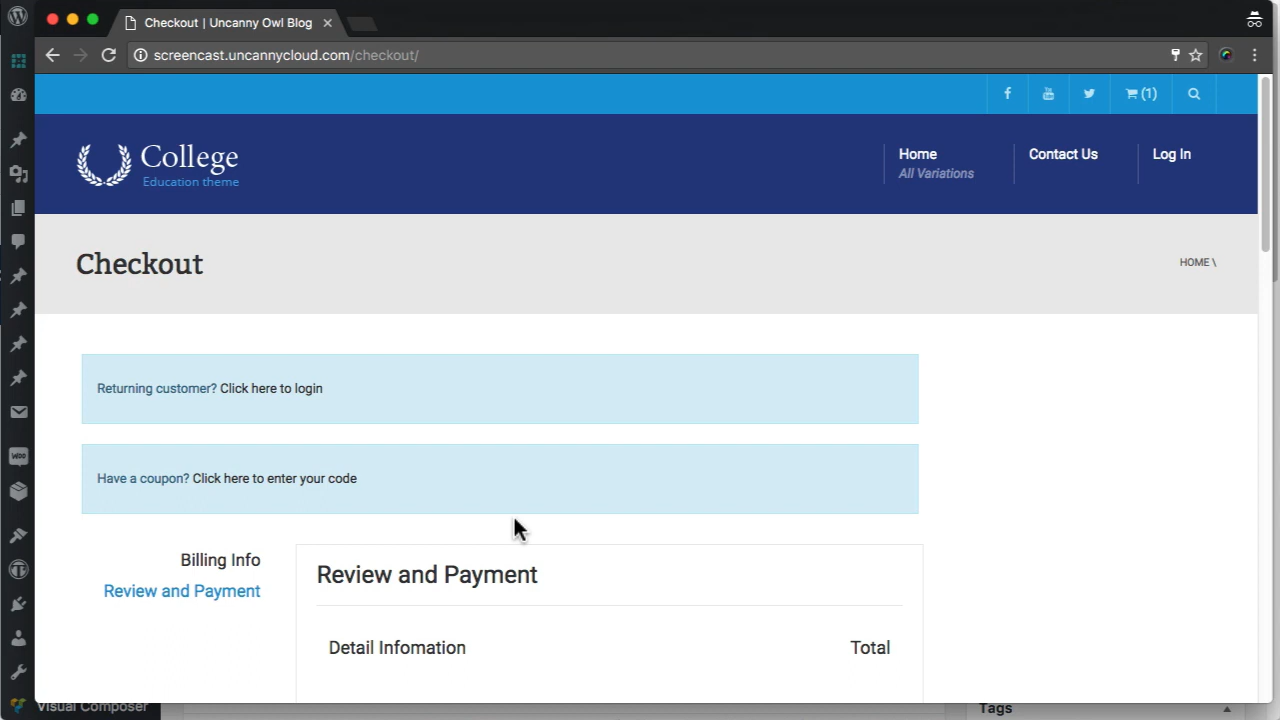 Checkout | Uncanny Owl Blog
screencast.uncannycloud.com/checkout/
(1)
College
Education theme
Home
All Variations
Contact Us
Log In
Checkout
HOME \
Returning customer? Click here to login
Have a coupon? Click here to enter your code
Billing Info
Review and Payment
Review and Payment
Detail Infomation
Total
Visual Composer
Tags